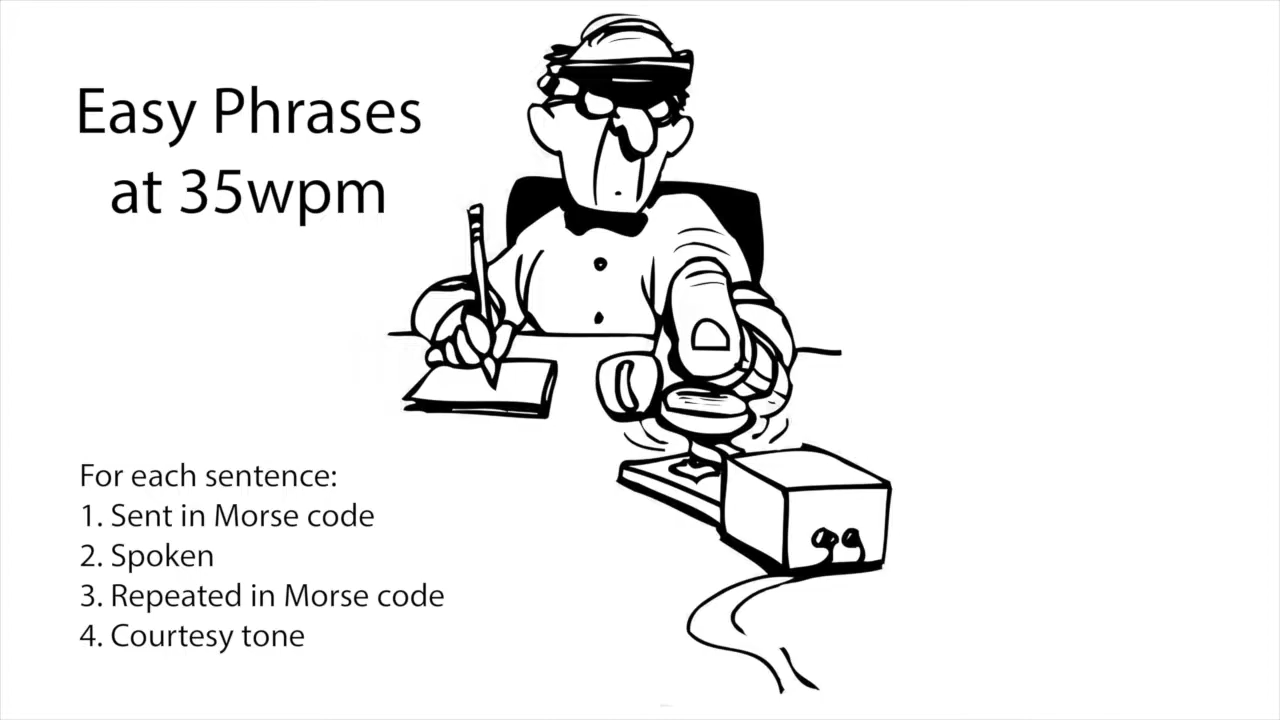 Easy Phrases
at 35wpm
For each sentence:
1. Sent in Morse code
2. Spoken
3. Repeated in Morse code
4. Courtesy tone